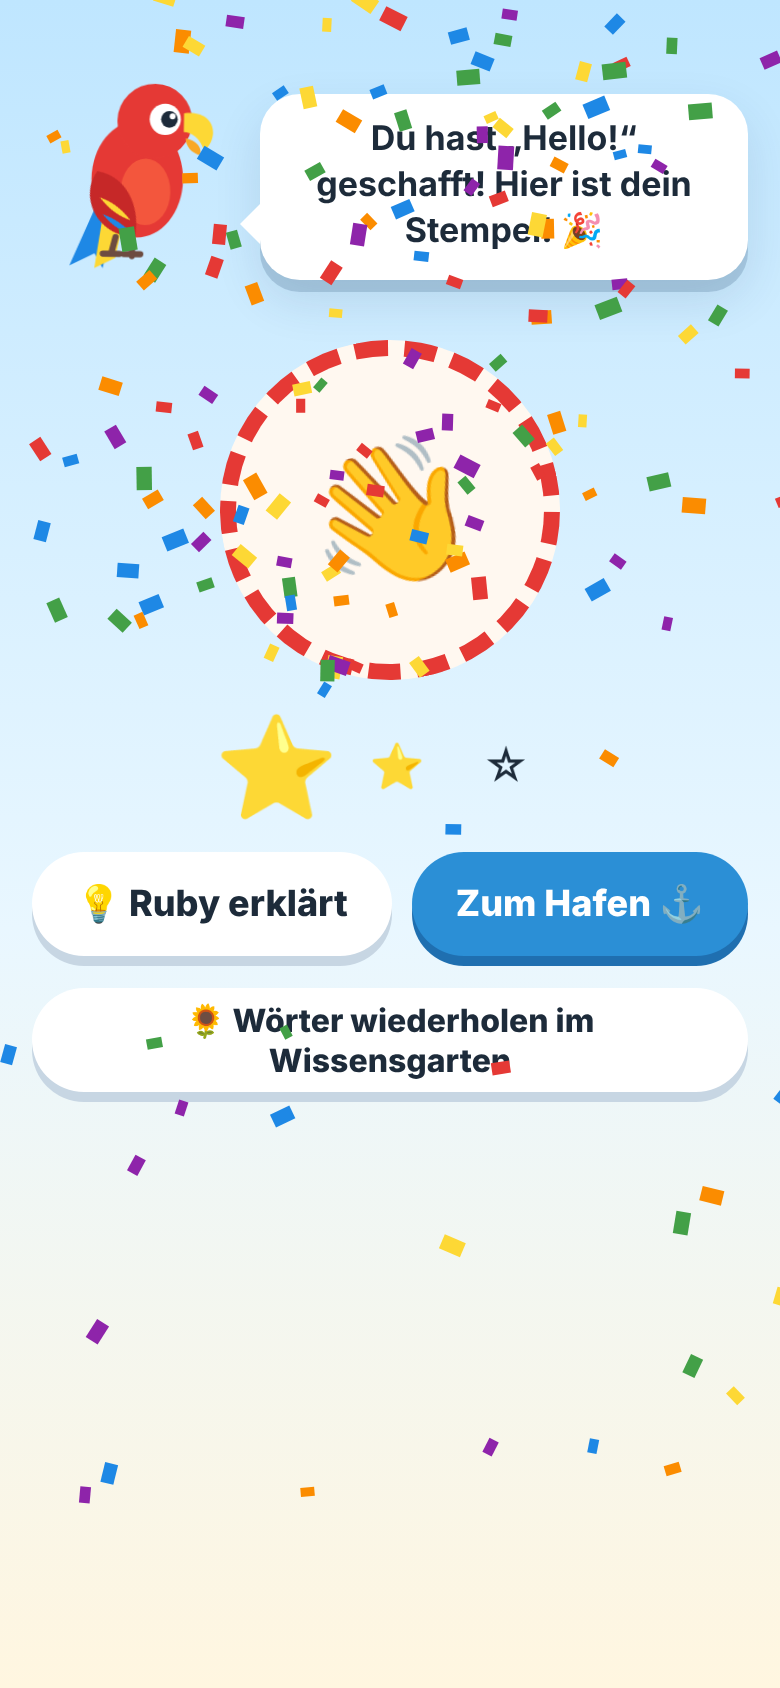 Du hast „Hello!“
geschafft! Hier ist dein
Stempel! 🎉
💡 Ruby erklärt
Zum Hafen ⚓
🌻 Wörter wiederholen im
Wissensgarten